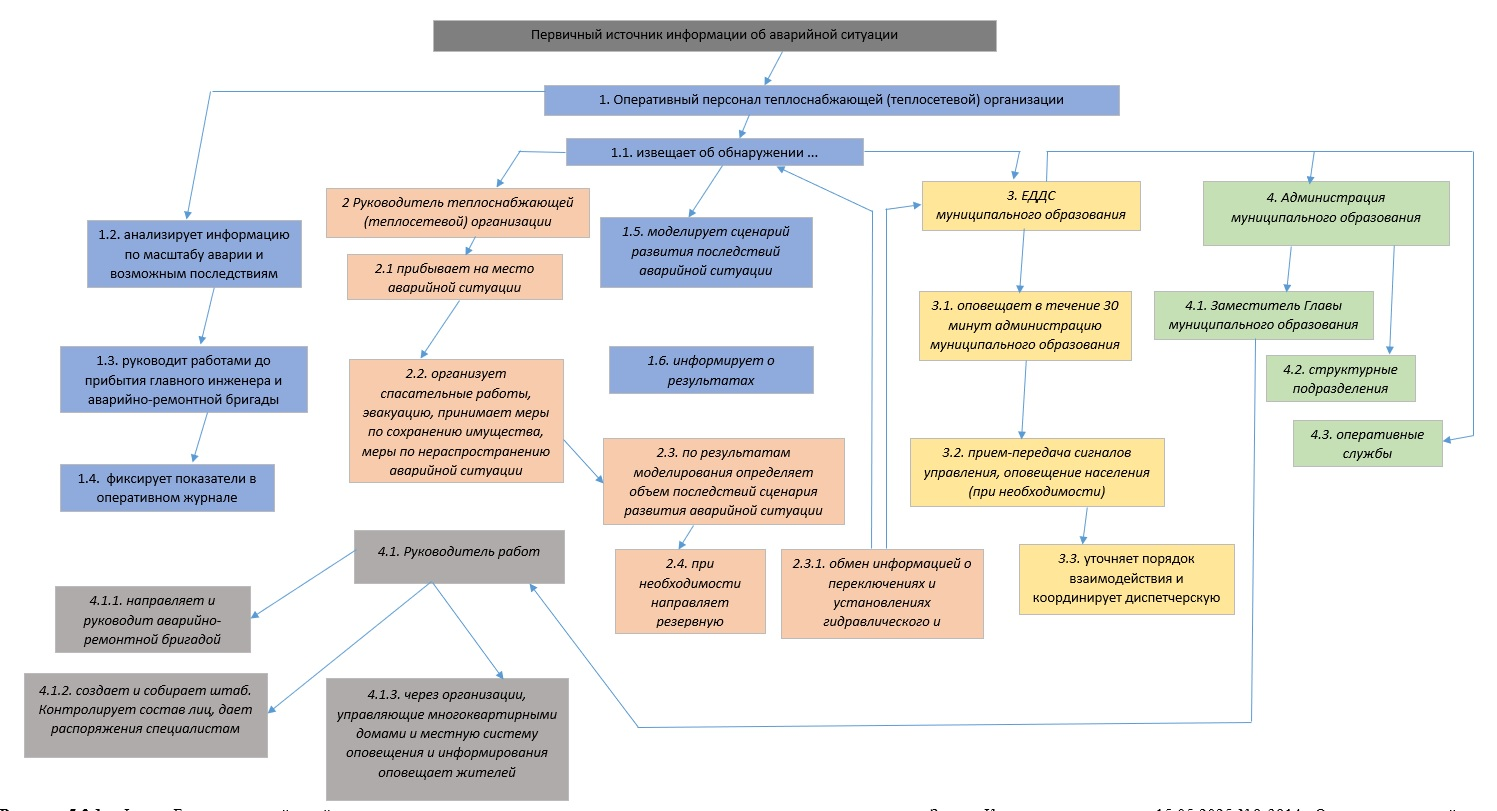 Первичный источник информации об аварийной ситуации
1. Оперативный персонал теплоснабжающей (теплосетевой) организации
1.1. извещает об обнаружении ...
2 Руководитель теплоснабжающей
(теплосетевой) организации
3. ЕДДС
муниципального образования
4. Администрация
муниципального образования
1.2. анализирует информацию
по масштабу аварии и
возможным последствиям
1.5. моделирует сценарий
развития последствий
аварийной ситуации
2.1 прибывает на место
аварийной ситуации
3.1. оповещает в течение 30
минут администрацию
муниципального образования
4.1. Заместитель Главы
муниципального образования
1.3. руководит работами до
прибытия главного инженера и
аварийно-ремонтной бригады
1.6. информирует о
результатах
2.2. организует
спасательные работы,
эвакуацию, принимает меры
по сохранению имущества,
меры по нераспространению
аварийной ситуации
4.2. структурные
подразделения
4.3. оперативные
службы
1.4. фиксирует показатели в
оперативном журнале
2.3. по результатам
моделирования определяет
объем последствий сценария
развития аварийной ситуации
3.2. прием-передача сигналов
управления, оповещение населения
(при необходимости)
4.1. Руководитель работ
2.4. при
необходимости
направляет
резервную
2.3.1. обмен информацией о
переключениях и
установлениях
гидравлического и
3.3. уточняет порядок
взаимодействия и
координирует диспетчерскую
4.1.1. направляет и
руководит аварийно-
ремонтной бригадой
4.1.2. создает и собирает штаб.
Контролирует состав лиц, дает
распоряжения специалистам
4.1.3. через организации,
управляющие многоквартирными
домами и местную систему
оповещения и информирования
оповещает жителей